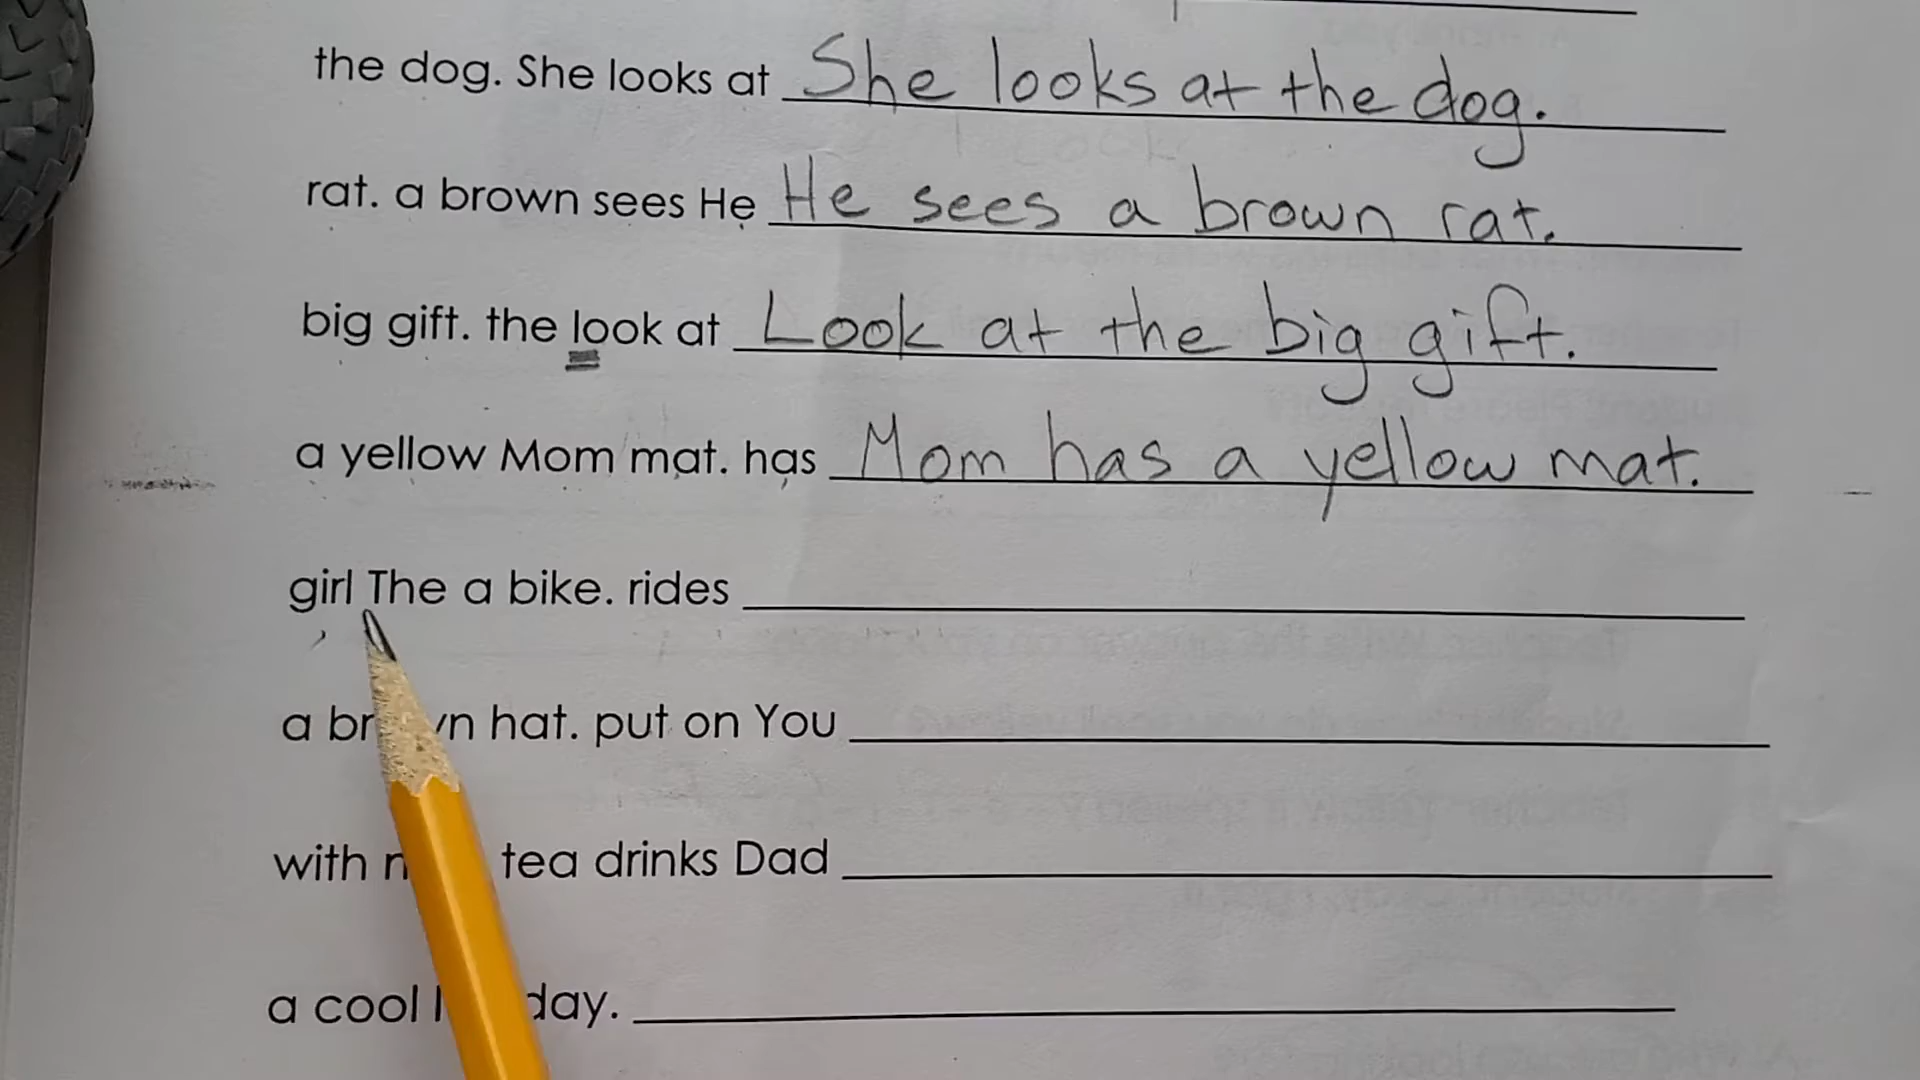 the dog. She looks at She looks at the dog.
rat. a brown sees He He sees a brown rat.
big gift. the look at Look at the big gift.
a yellow Mom mat. has Mom has a yellow mat.
girl The a bike. rides
a hat. put on You
with tea drinks Dad
a cool day.